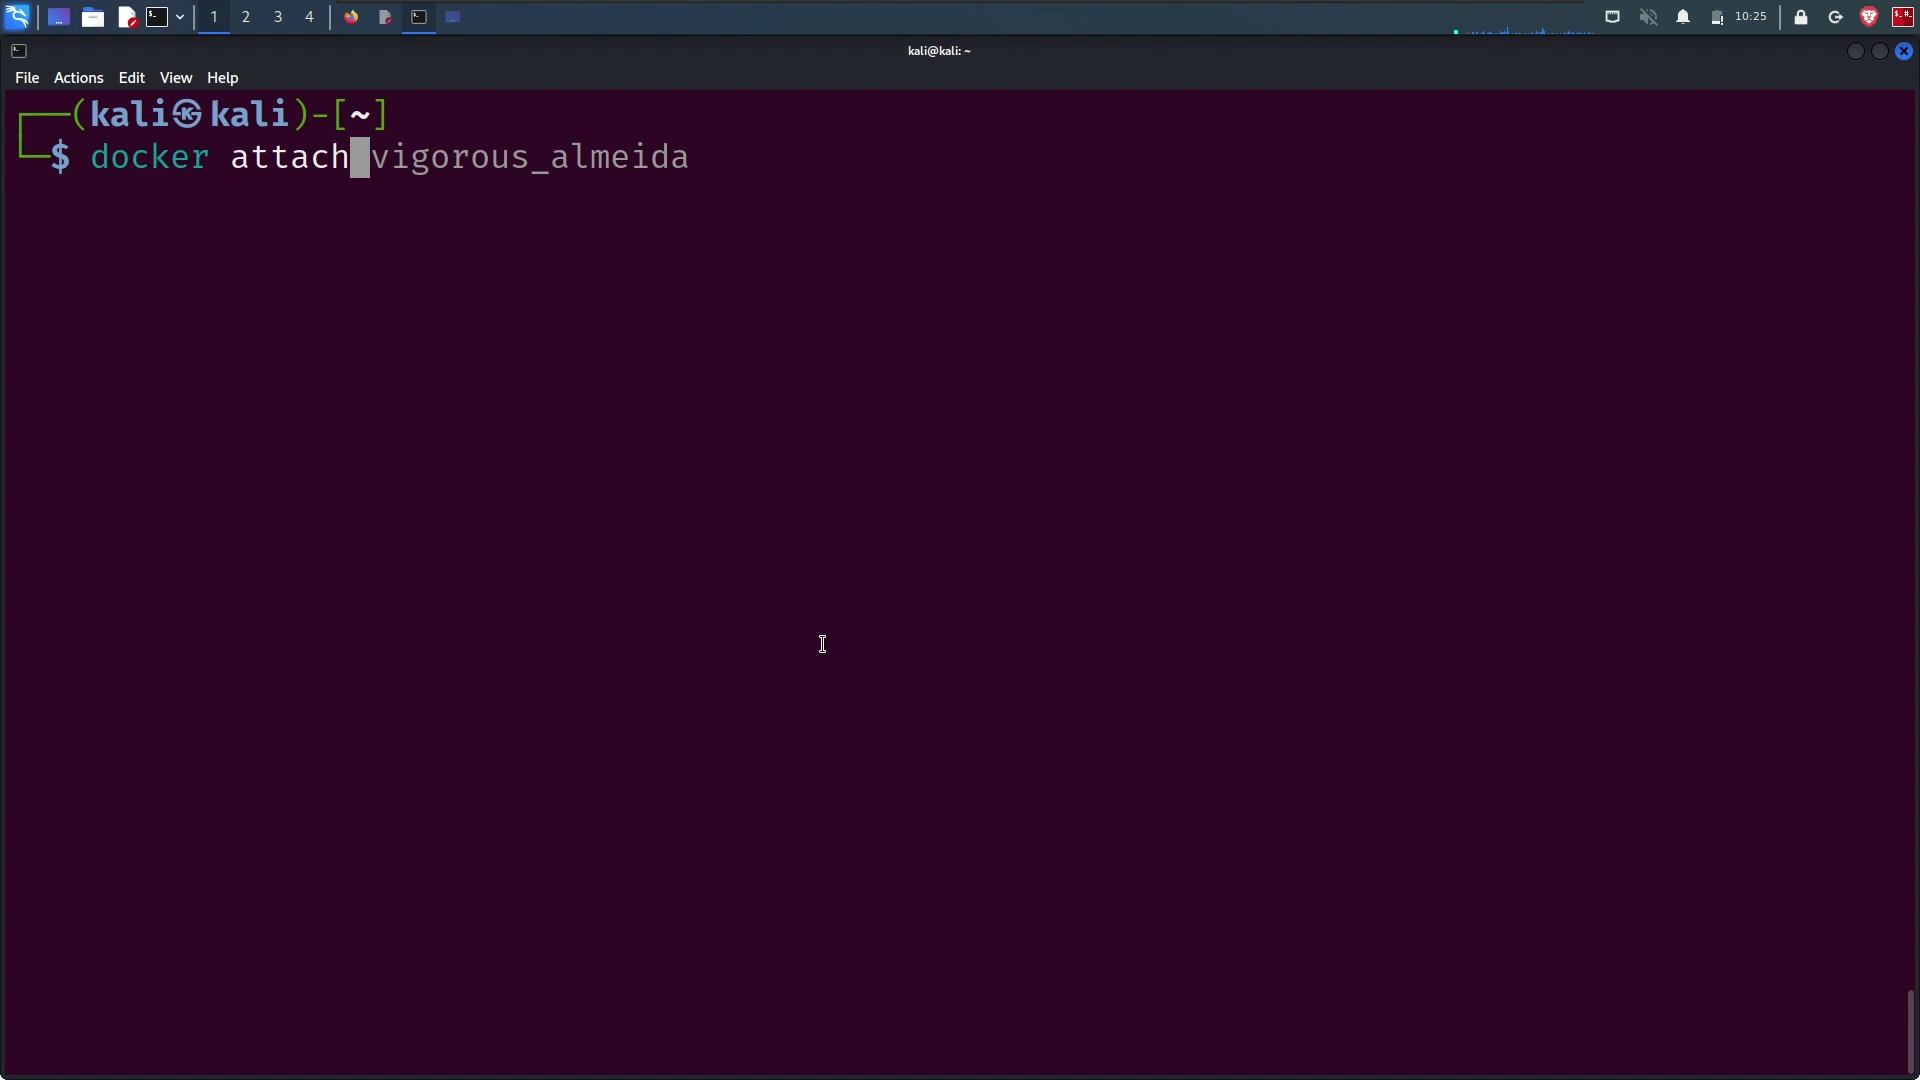 1 2 3 4 10:25
kali@kali: ~
File Actions Edit View Help
┌──(kali㉿kali)-[~]
└─$ docker attach vigorous_almeida